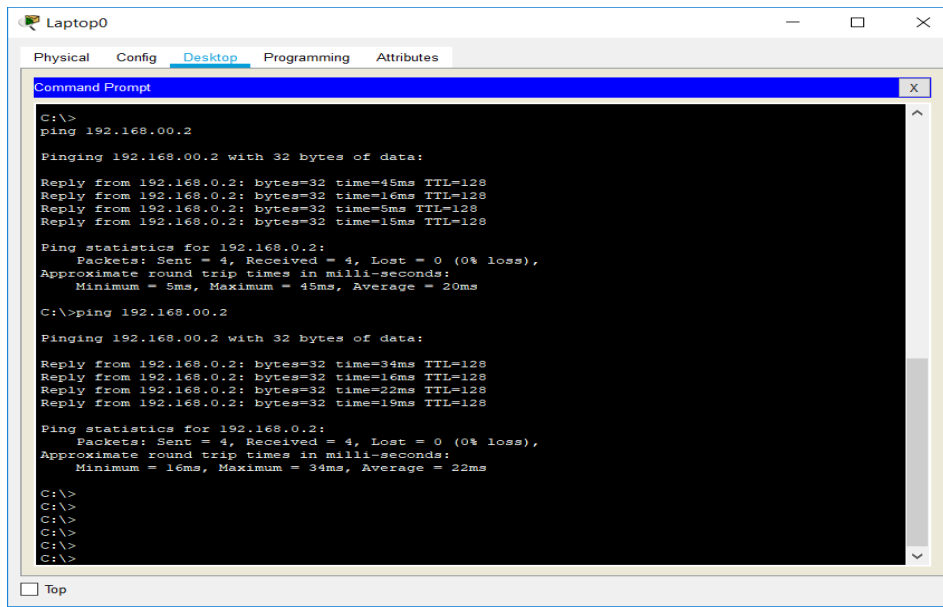 Laptop0
Physical Config Desktop Programming Attributes
Command Prompt
X
C:\>
ping 192.168.00.2
Pinging 192.168.00.2 with 32 bytes of data:
Reply from 192.168.0.2: bytes=32 time=45ms TTL=128
Reply from 192.168.0.2: bytes=32 time=16ms TTL=128
Reply from 192.168.0.2: bytes=32 time=5ms TTL=128
Reply from 192.168.0.2: bytes=32 time=15ms TTL=128
Ping statistics for 192.168.0.2:
Packets: Sent = 4, Received = 4, Lost = 0 (0% loss),
Approximate round trip times in milli-seconds:
Minimum = 5ms, Maximum = 45ms, Average = 20ms
C:\>ping 192.168.00.2
Pinging 192.168.00.2 with 32 bytes of data:
Reply from 192.168.0.2: bytes=32 time=34ms TTL=128
Reply from 192.168.0.2: bytes=32 time=16ms TTL=128
Reply from 192.168.0.2: bytes=32 time=22ms TTL=128
Reply from 192.168.0.2: bytes=32 time=19ms TTL=128
Ping statistics for 192.168.0.2:
Packets: Sent = 4, Received = 4, Lost = 0 (0% loss),
Approximate round trip times in milli-seconds:
Minimum = 16ms, Maximum = 34ms, Average = 22ms
C:\>
C:\>
C:\>
C:\>
C:\>
C:\>
Top